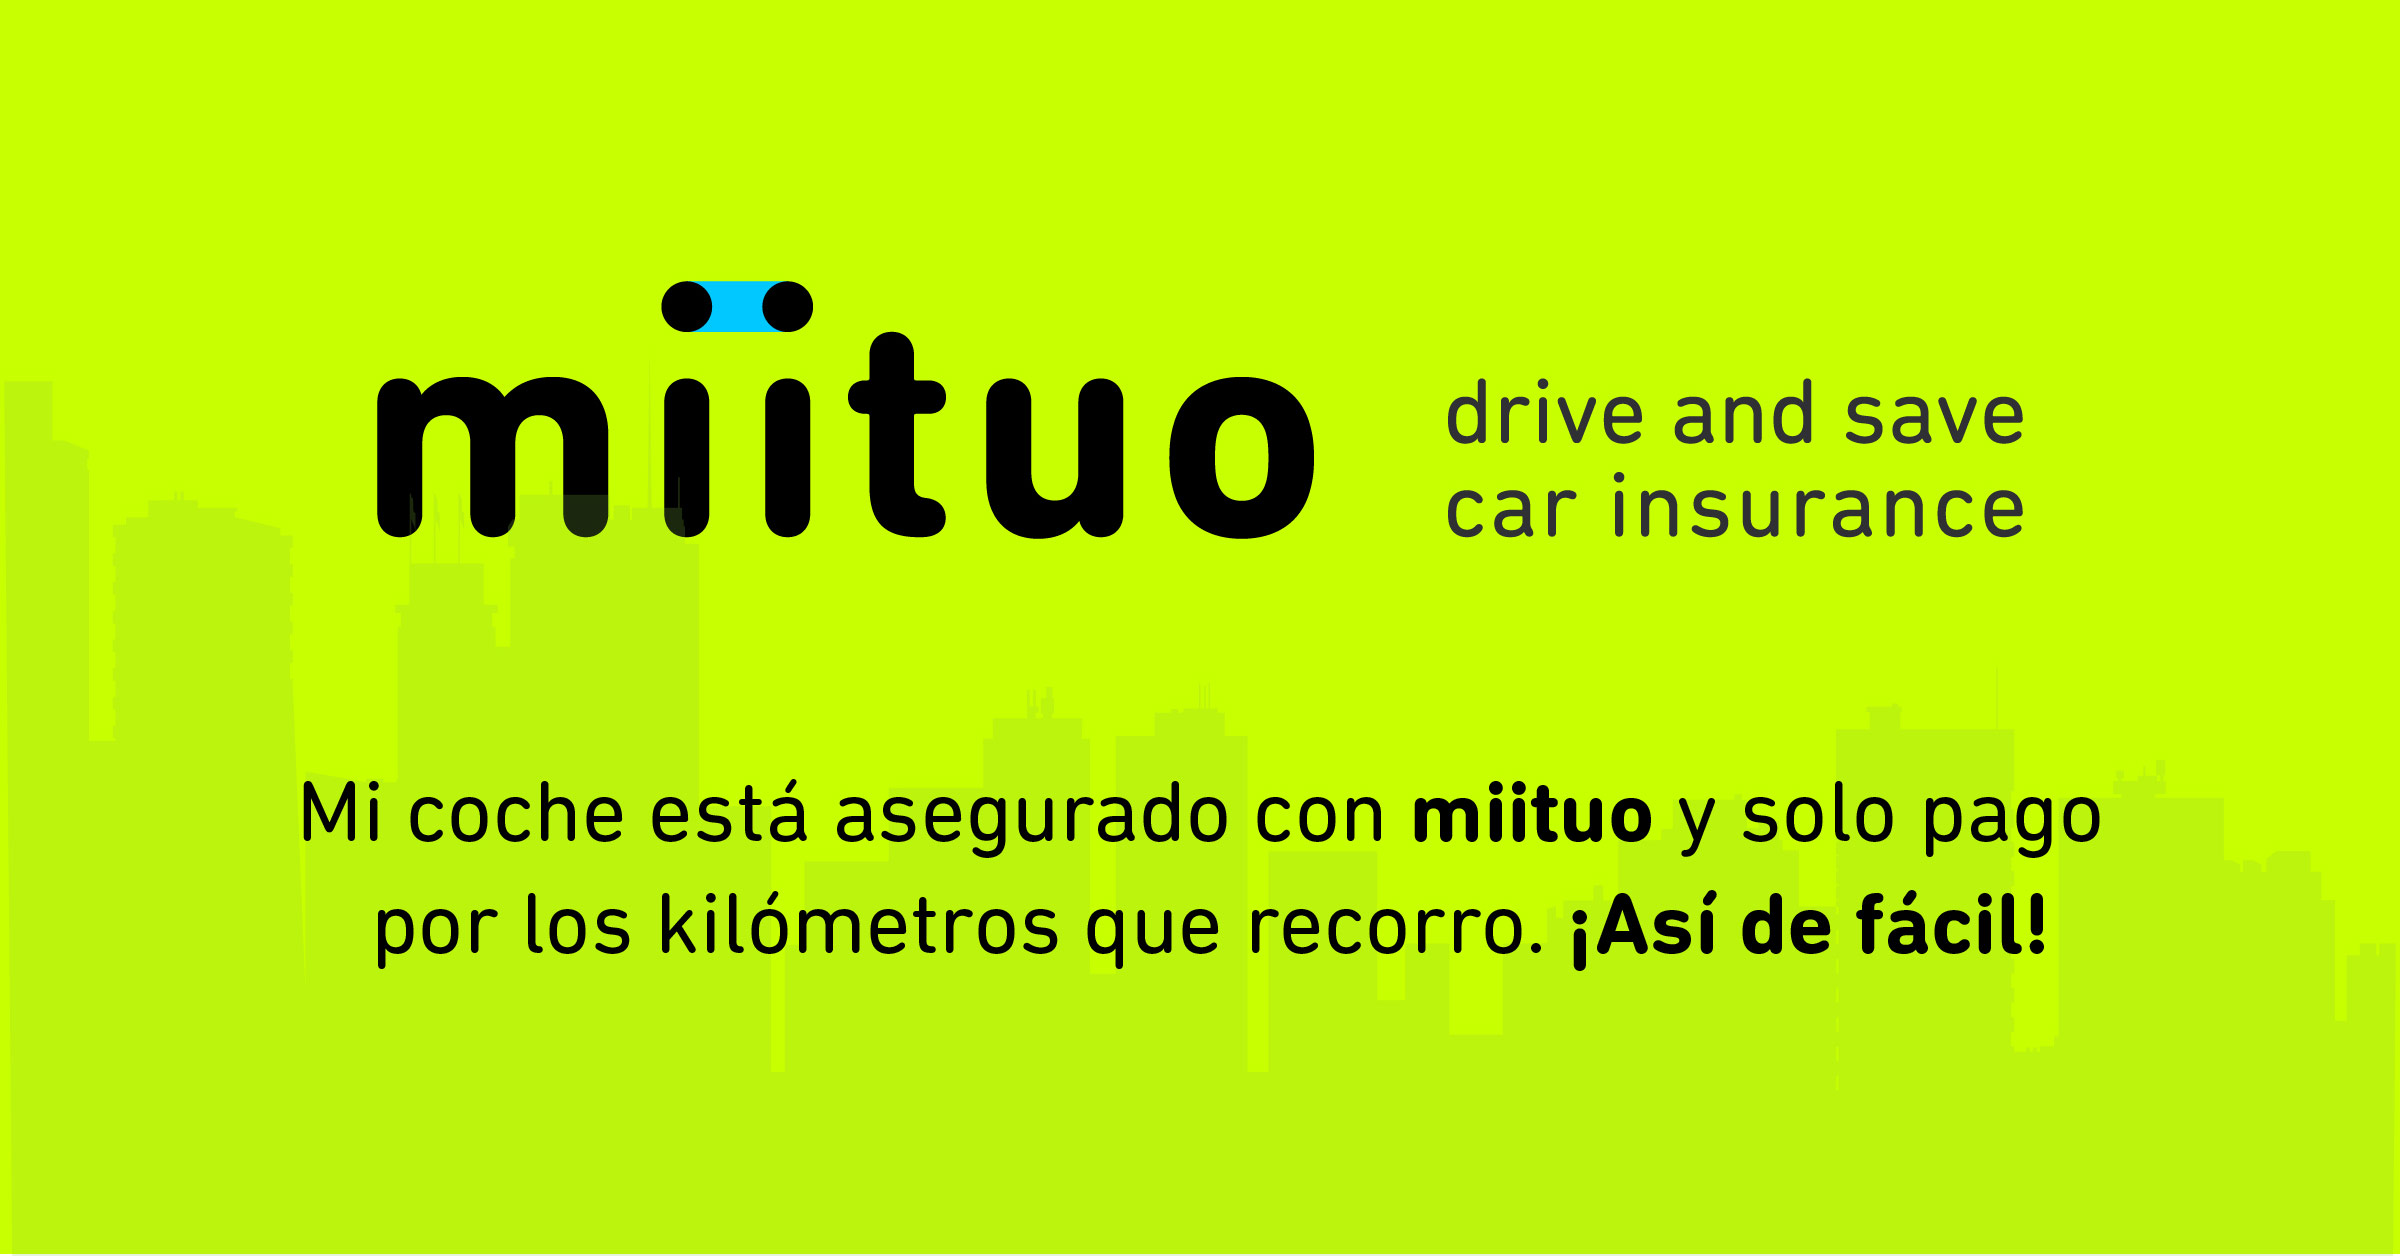 miituo
drive and save
car insurance
Mi coche está asegurado con miituo y solo pago
por los kilómetros que recorro. ¡Así de fácil!